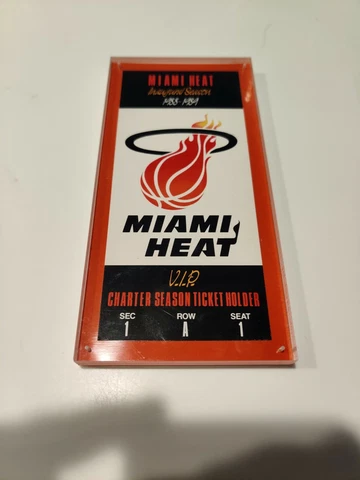 MIAMI HEAT
Inaugural Season
1988 - 1989
MIAMI
HEAT
V.I.P.
CHARTER SEASON TICKET HOLDER
SEC ROW SEAT
1 A 1